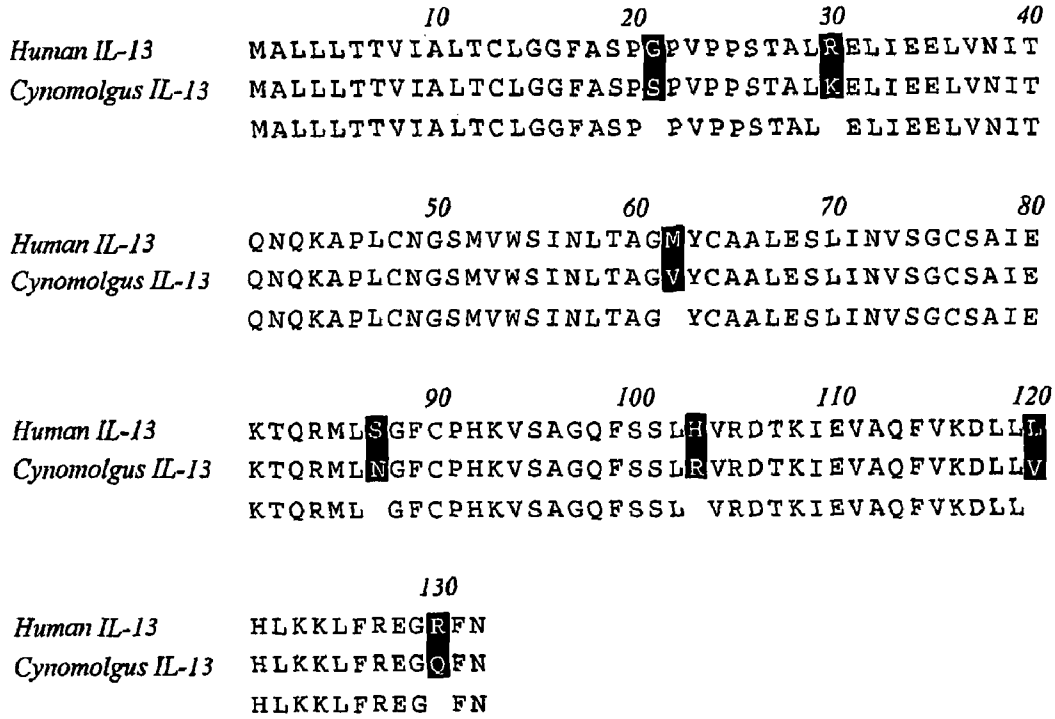 10 20 30 40
Human IL-13 MALLLTTVIALTCLGGFASPGPVPPSTALRELIEELVNIT
Cynomolgus IL-13 MALLLTTVIALTCLGGFASPSPVPPSTALKELIEELVNIT
MALLLTTVIALTCLGGFASP PVPPSTAL ELIEELVNIT
50 60 70 80
Human IL-13 QNQKAPLCNGSMVWSINLTAGMYCAALESLINVSGCSAIE
Cynomolgus IL-13 QNQKAPLCNGSMVWSINLTAGVYCAALESLINVSGCSAIE
QNQKAPLCNGSMVWSINLTAG YCAALESLINVSGCSAIE
90 100 110 120
Human IL-13 KTQRMLSGFCPHKVSAGQFSSLHVRDTKIEVAQFVKDLLL
Cynomolgus IL-13 KTQRMLNGFCPHKVSAGQFSSLRVRDTKIEVAQFVKDLLV
KTQRML GFCPHKVSAGQFSSL VRDTKIEVAQFVKDLL
130
Human IL-13 HLKKLFREGRFN
Cynomolgus IL-13 HLKKLFREGQFN
HLKKLFREG FN